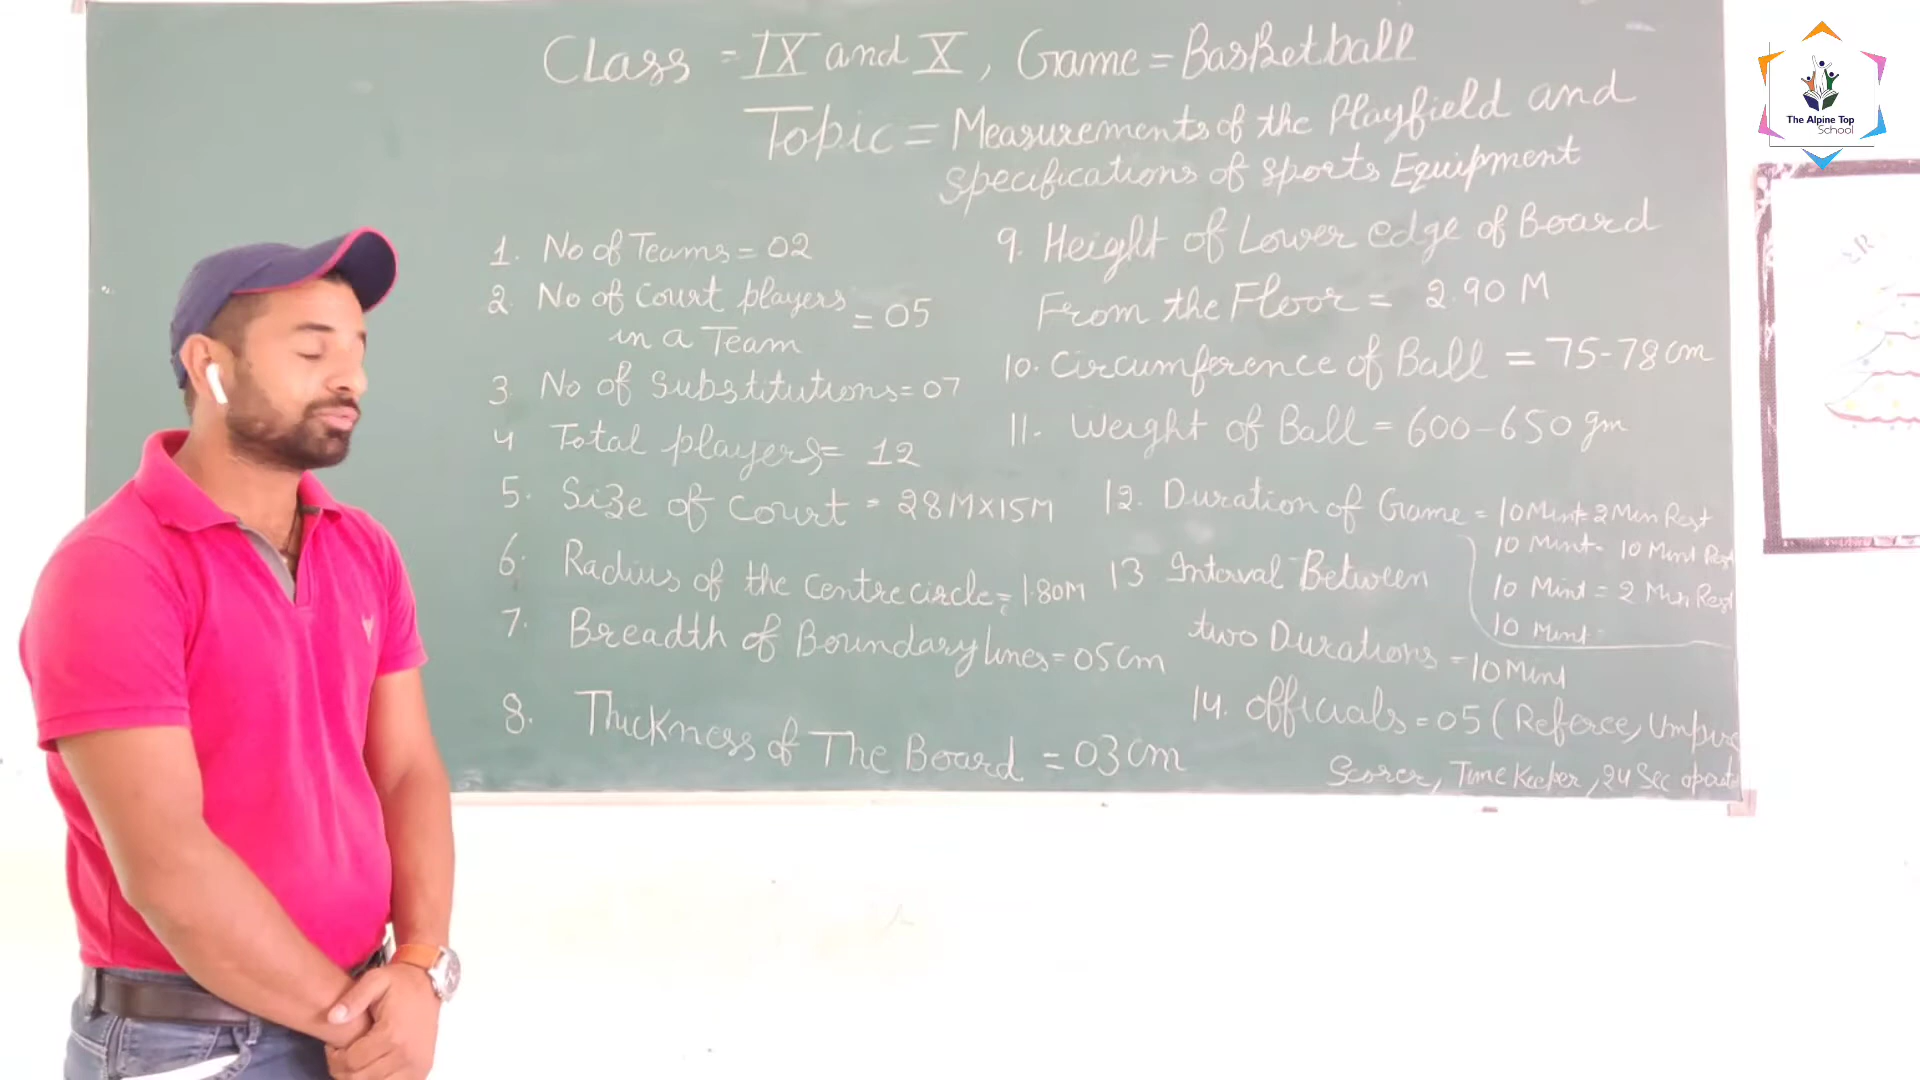 Class = IX and X, Game = BasKetball
Topic = Measurements of the Playfield and
specifications of sports Equipment
1. No of Teams = 02
2. No of Court players
in a Team = 05
3. No of Substitutions = 07
4. Total players = 12
5. Size of Court = 28M×15M
6. Radius of the Centre circle = 1.80M
7. Breadth of Boundary lines = 05cm
8. Thickness of The Board = 03cm
9. Height of Lower edge of Board
From the Floor = 2.90 M
10. Circumference of Ball = 75-78cm
11. Weight of Ball = 600-650 gm
12. Duration of Game = 10 Mint = 2 Min Rest
10 Mint - 10 Mint Rest
10 Mint = 2 Min Rest
10 Mint -
13 Interval Between
two Durations = 10 Mint
14. Officials = 05 (Referee, Umpire
Scorer, Time Keeper, 24 Sec
The Alpine Top
School